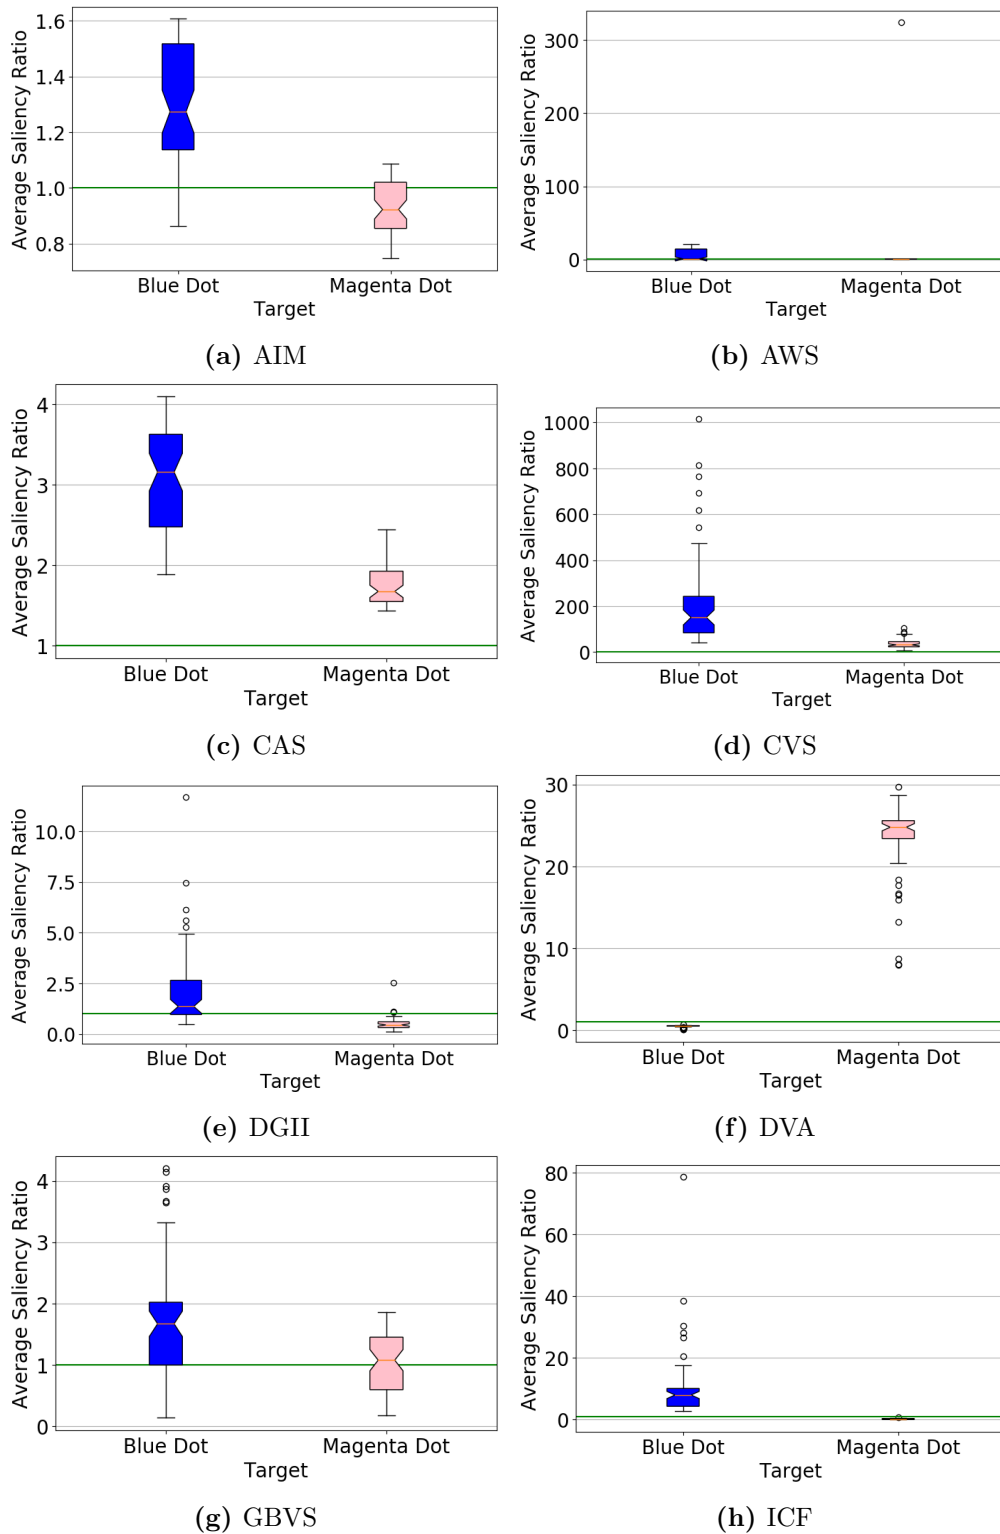 Average Saliency Ratio
1.6
1.4
1.2
1.0
0.8
Blue Dot Magenta Dot
Target
(a) AIM
Average Saliency Ratio
300
200
100
0
Blue Dot Magenta Dot
Target
(b) AWS
Average Saliency Ratio
4
3
2
1
Blue Dot Magenta Dot
Target
(c) CAS
Average Saliency Ratio
1000
800
600
400
200
0
Blue Dot Magenta Dot
Target
(d) CVS
Average Saliency Ratio
10.0
7.5
5.0
2.5
0.0
Blue Dot Magenta Dot
Target
(e) DGII
Average Saliency Ratio
30
20
10
0
Blue Dot Magenta Dot
Target
(f) DVA
Average Saliency Ratio
4
3
2
1
0
Blue Dot Magenta Dot
Target
(g) GBVS
Average Saliency Ratio
80
60
40
20
0
Blue Dot Magenta Dot
Target
(h) ICF